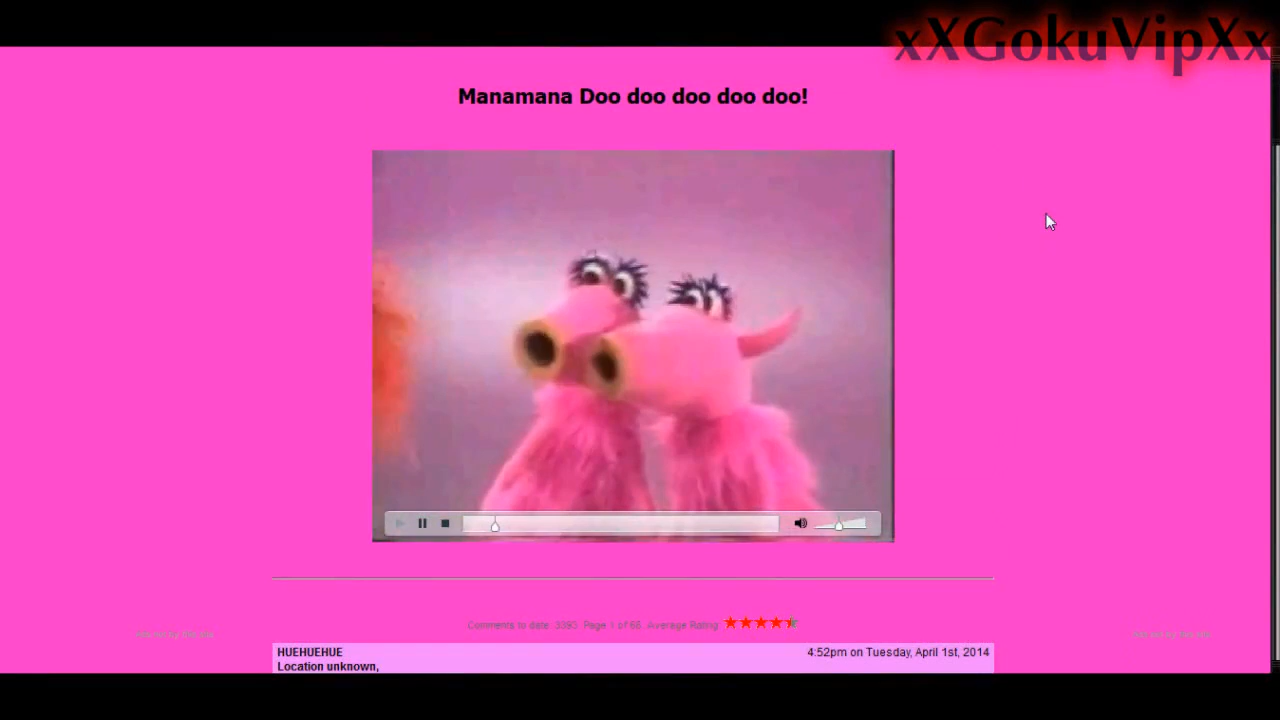 xXGokuVipXx
Manamana Doo doo doo doo doo!
Comments to date: 3393. Page 1 of 68. Average Rating:
HUEHUEHUE
4:52pm on Tuesday, April 1st, 2014
Location unknown,